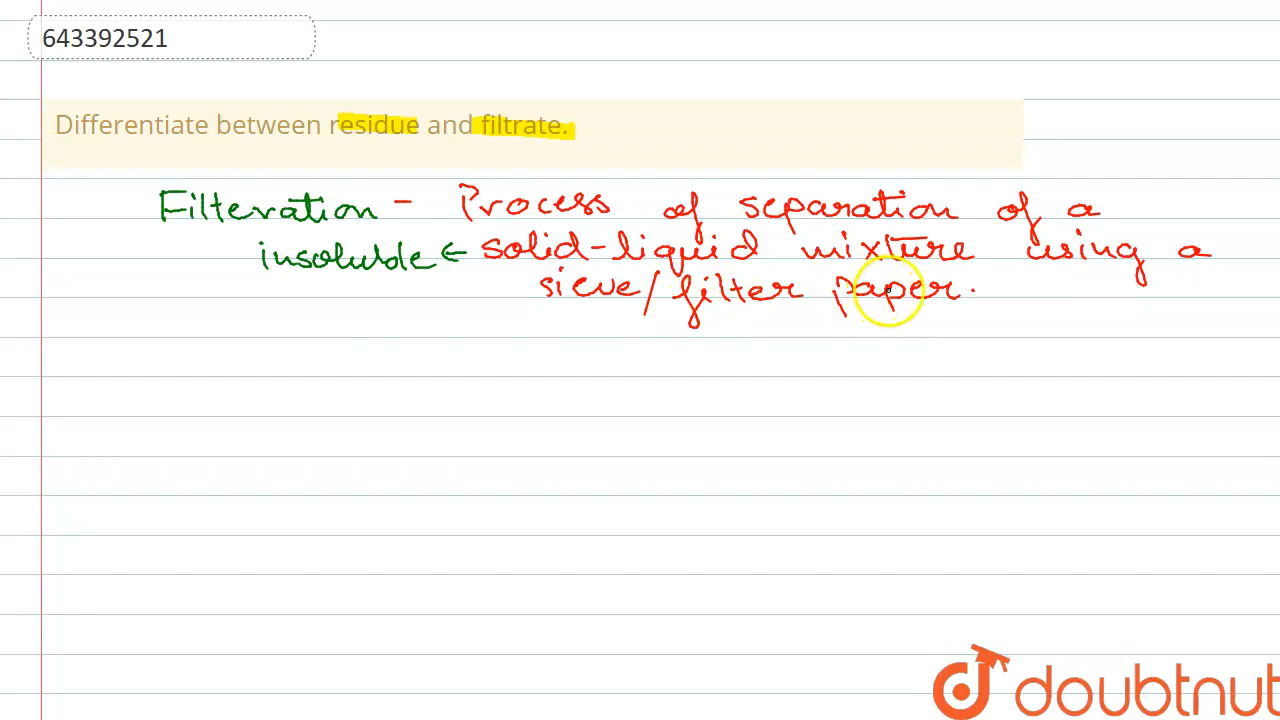 643392521
Differentiate between residue and filtrate.
Filteration - Process of separation of a
insoluble ← solid-liquid mixture using a
sieve/filter paper.
doubtnut